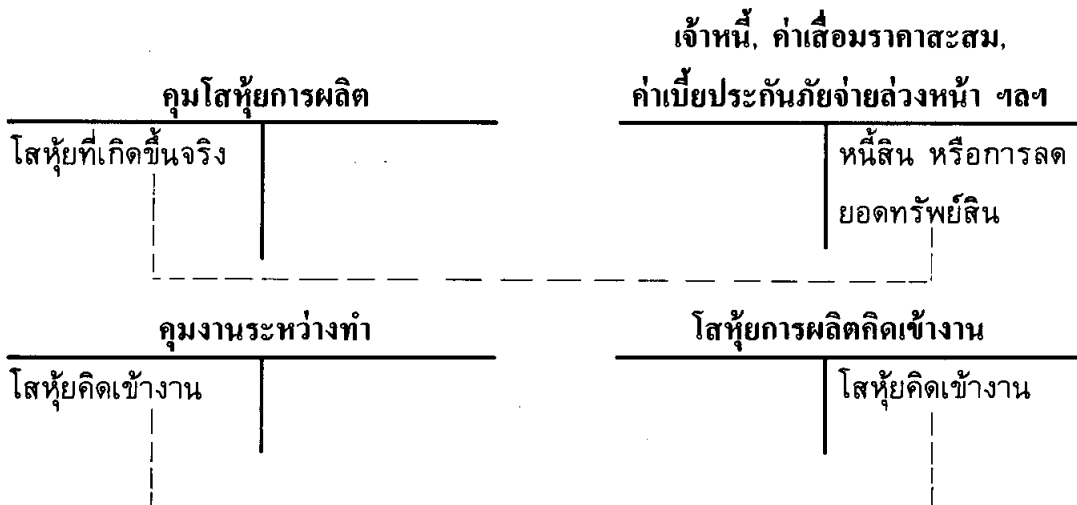 เจ้าหนี้, ค่าเสื่อมราคาสะสม,
คุมโสหุ้ยการผลิต
ค่าเบี้ยประกันภัยจ่ายล่วงหน้า ฯลฯ
โสหุ้ยที่เกิดขึ้นจริง
หนี้สิน หรือการลด
ยอดทรัพย์สิน
คุมงานระหว่างทำ
โสหุ้ยการผลิตคิดเข้างาน
โสหุ้ยคิดเข้างาน
โสหุ้ยคิดเข้างาน